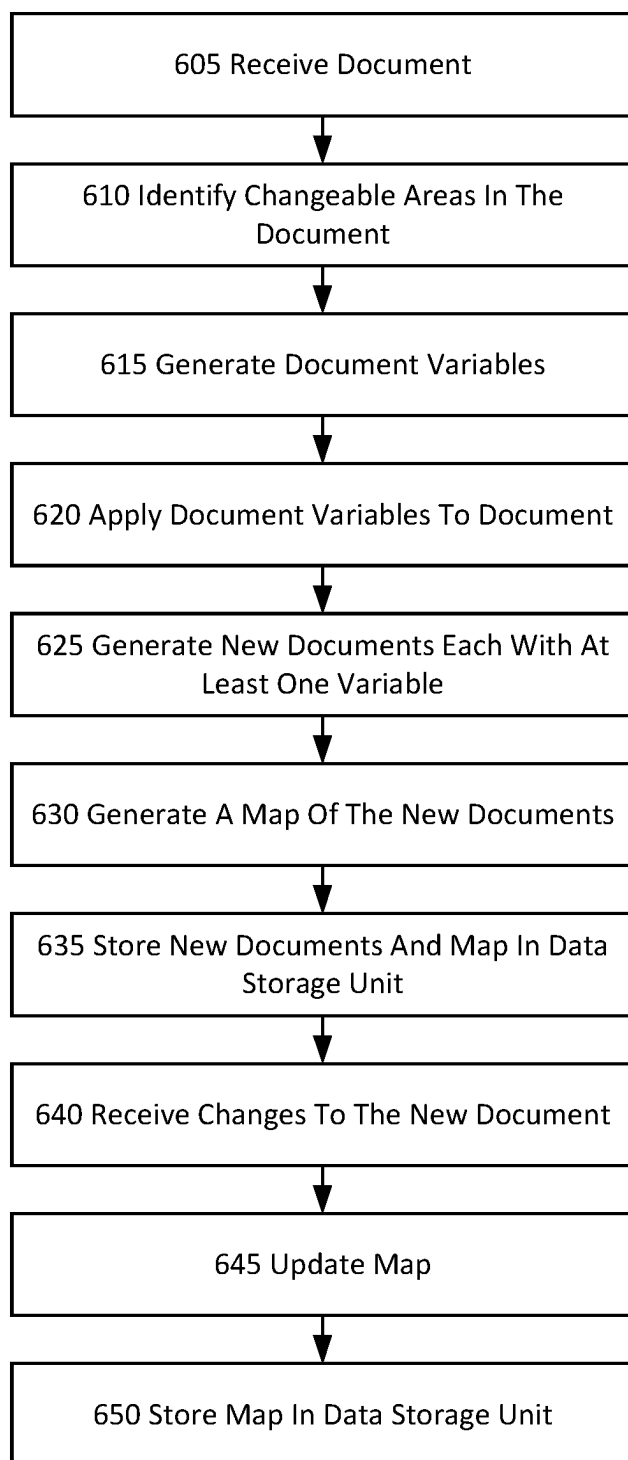 605 Receive Document
610 Identify Changeable Areas In The
Document
615 Generate Document Variables
620 Apply Document Variables To Document
625 Generate New Documents Each With At
Least One Variable
630 Generate A Map Of The New Documents
635 Store New Documents And Map In Data
Storage Unit
640 Receive Changes To The New Document
645 Update Map
650 Store Map In Data Storage Unit